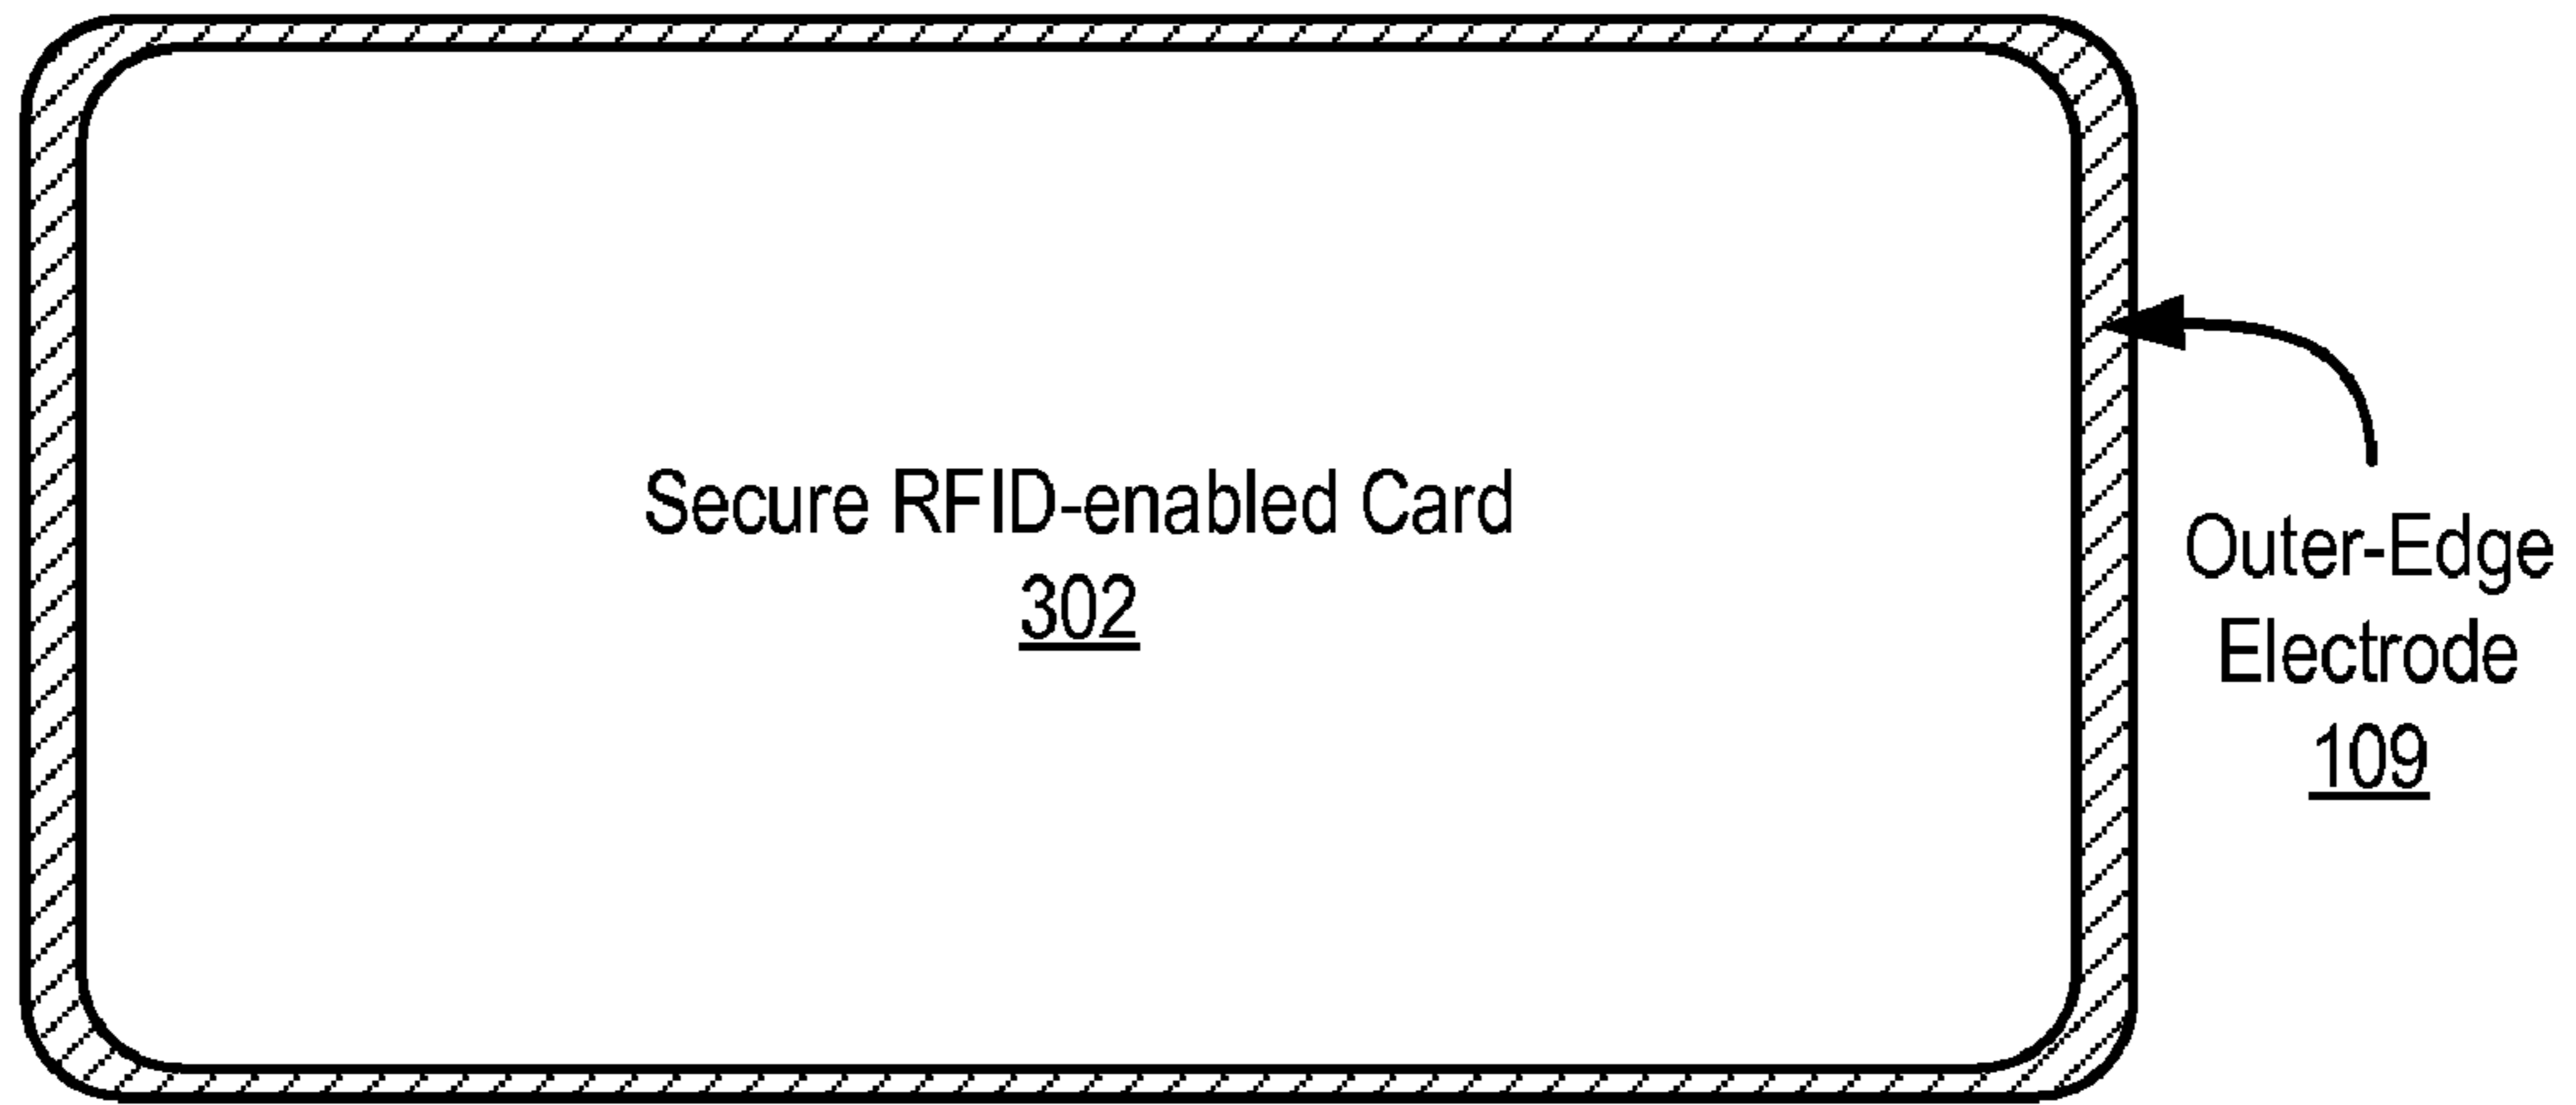 Secure RFID-enabled Card
302
Outer-Edge
Electrode
109